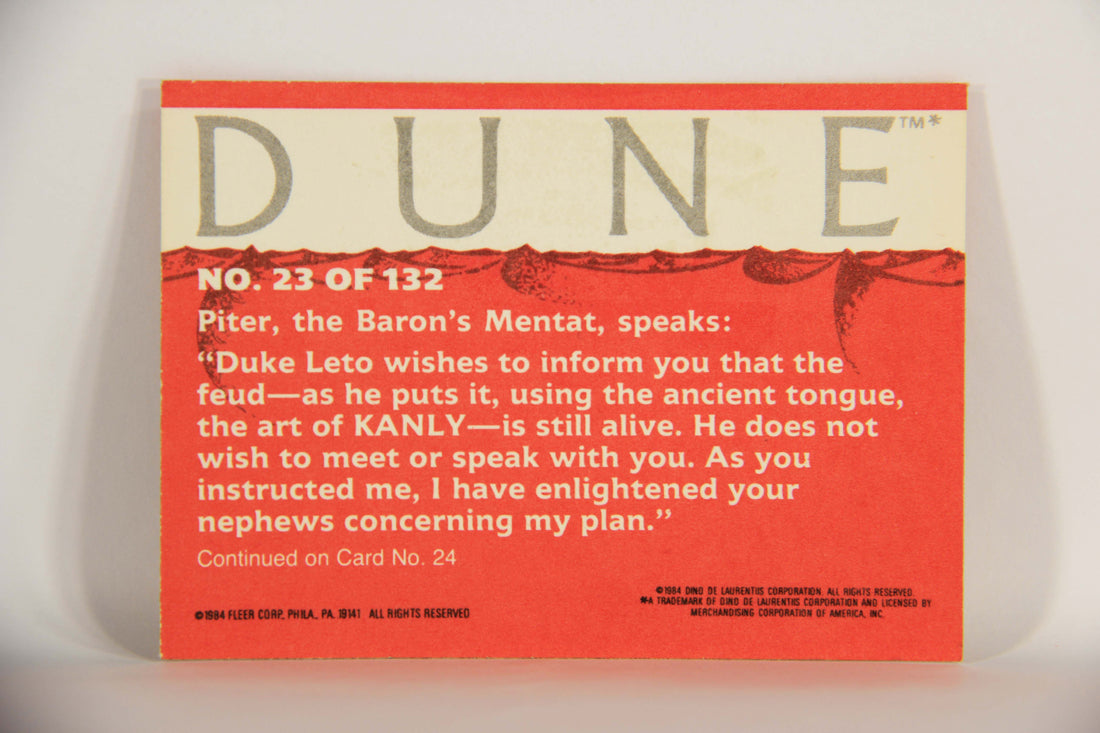 DUNE™*
NO. 23 OF 132
Piter, the Baron's Mentat, speaks:
“Duke Leto wishes to inform you that the
feud—as he puts it, using the ancient tongue,
the art of KANLY—is still alive. He does not
wish to meet or speak with you. As you
instructed me, I have enlightened your
nephews concerning my plan.”
Continued on Card No. 24
©1984 FLEER CORP. PHILA., PA. 19141 ALL RIGHTS RESERVED
©1984 DINO DE LAURENTIIS CORPORATION. ALL RIGHTS RESERVED.
*A TRADEMARK OF DINO DE LAURENTIIS CORPORATION AND LICENSED BY
MERCHANDISING CORPORATION OF AMERICA, INC.